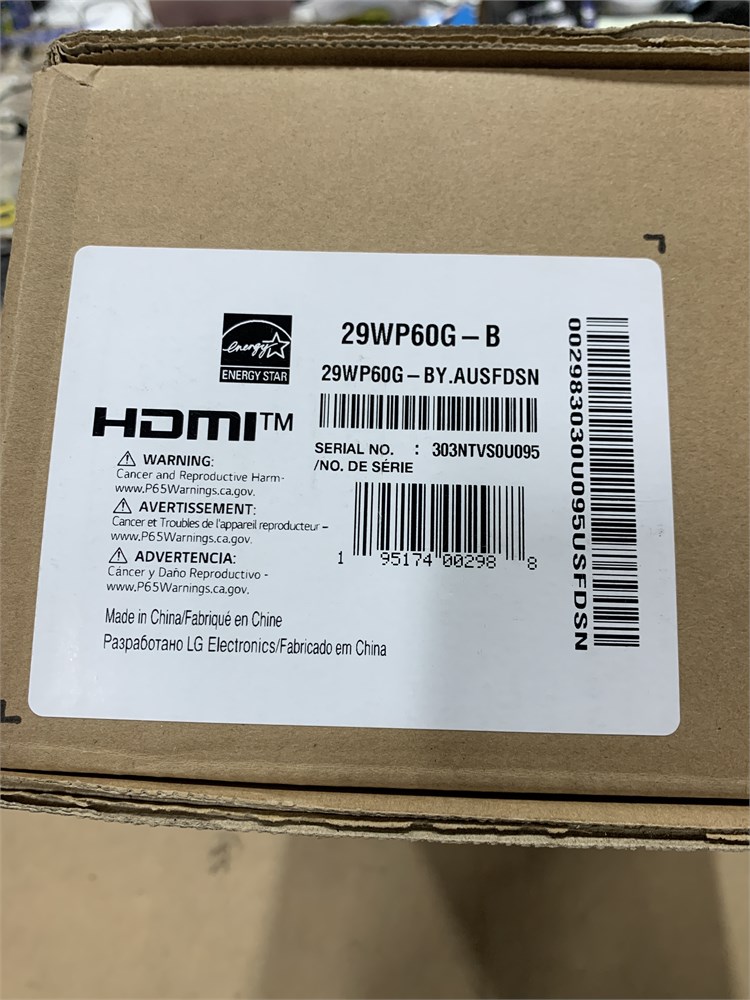 energy
ENERGY STAR
29WP60G-B
29WP60G-BY.AUSFDSN
HDMI™
SERIAL NO. : 303NTVS0U095
/NO. DE SÉRIE
⚠ WARNING:
Cancer and Reproductive Harm-
www.P65Warnings.ca.gov.
⚠ AVERTISSEMENT:
Cancer et Troubles de l'appareil reproducteur –
www.P65Warnings.ca.gov.
⚠ ADVERTENCIA:
Cáncer y Daño Reproductivo -
www.P65Warnings.ca.gov.
1 95174 00298 8
Made in China/Fabriqué en Chine
Разработано LG Electronics/Fabricado em China
002983030U095USFDSN